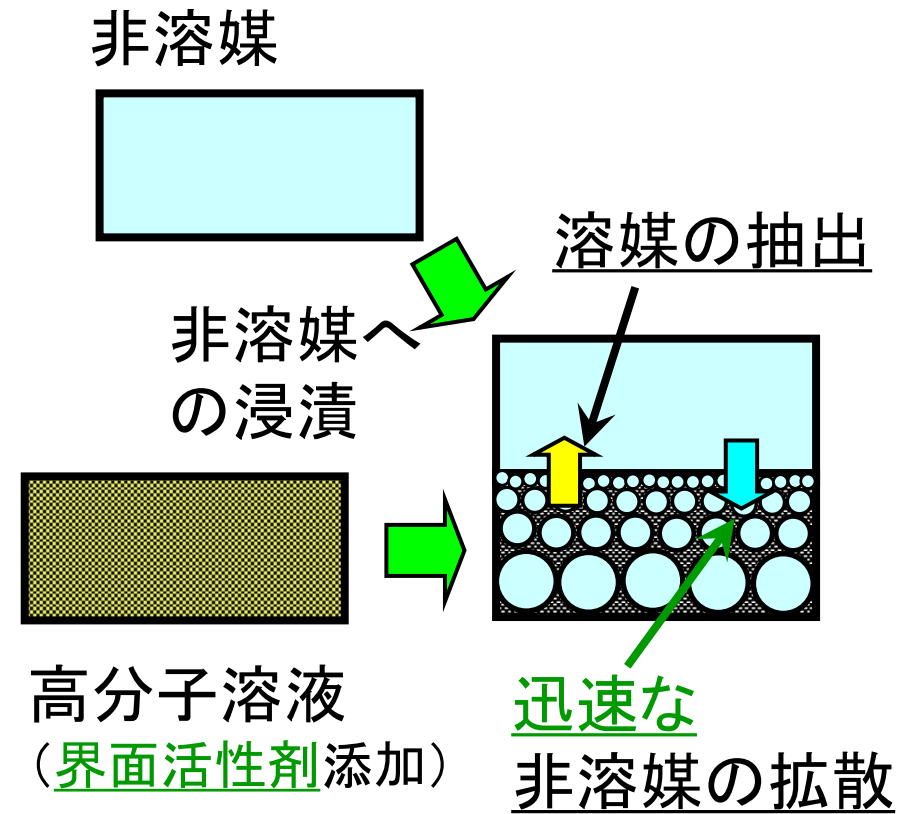 非溶媒
溶媒の抽出
非溶媒へ
の浸漬
高分子溶液
（界面活性剤添加）
迅速な
非溶媒の拡散